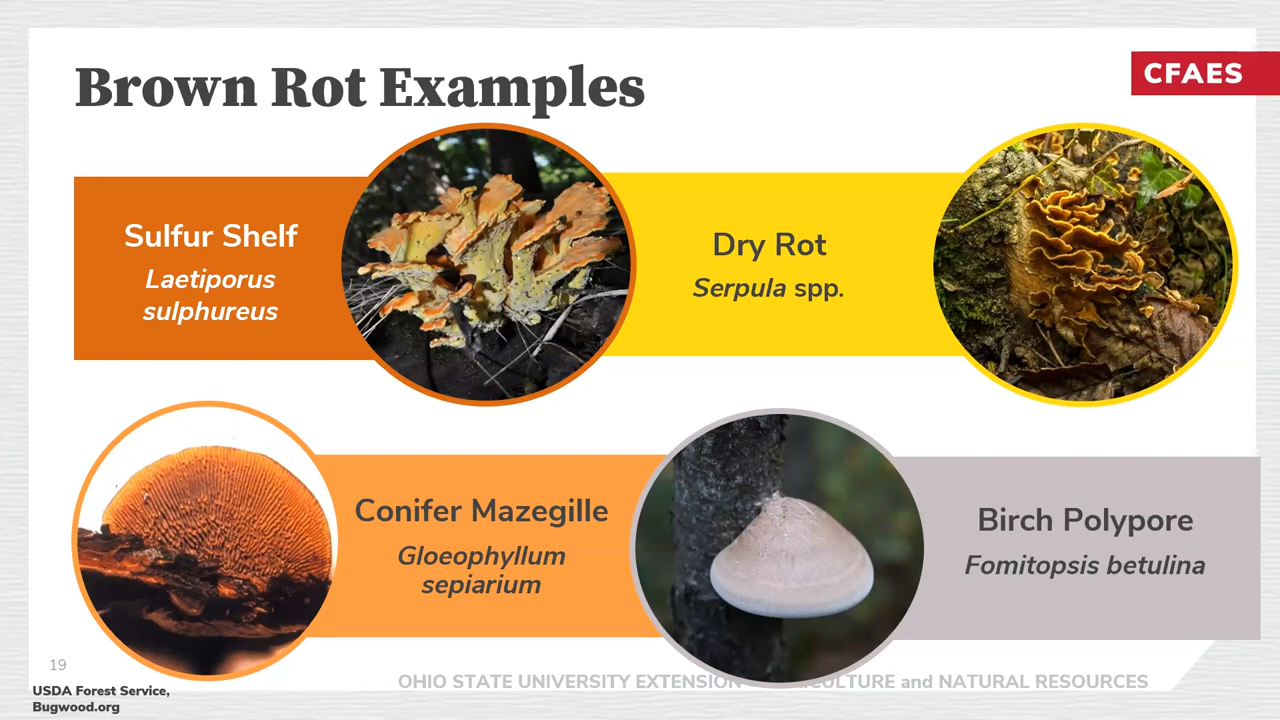 Brown Rot Examples
CFAES
Sulfur Shelf
Laetiporus
sulphureus
Dry Rot
Serpula spp.
Conifer Mazegille
Gloeophyllum
sepiarium
Birch Polypore
Fomitopsis betulina
19
USDA Forest Service,
Bugwood.org
OHIO STATE UNIVERSITY EXTENSION and NATURAL RESOURCES